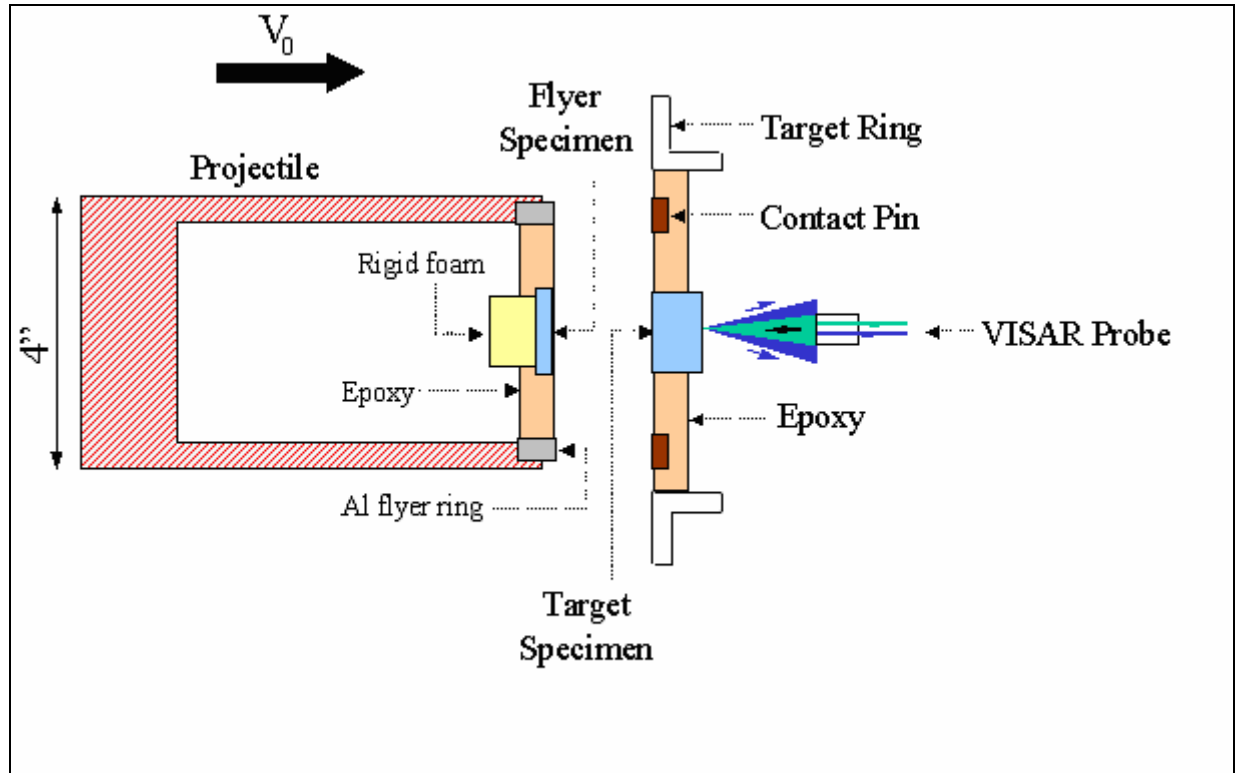 V0
Flyer
Specimen
Target Ring
Projectile
Contact Pin
Rigid foam
4”
VISAR Probe
Epoxy
Epoxy
Al flyer ring
Target
Specimen